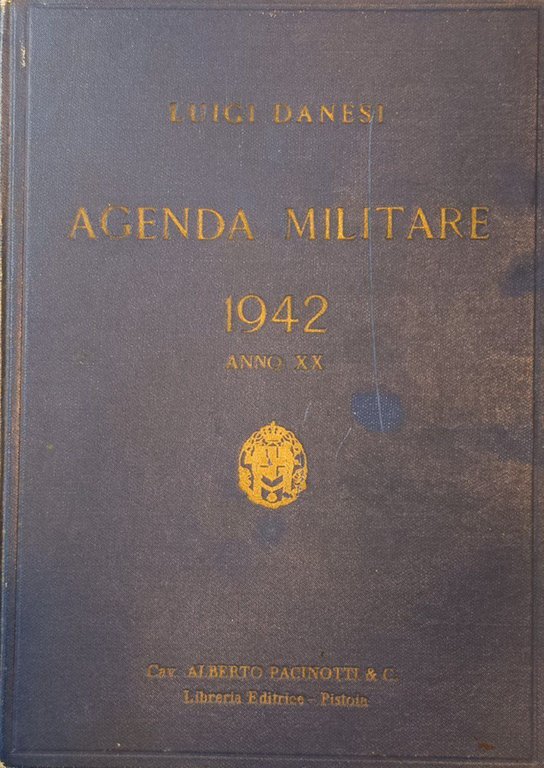 LUIGI DANESI
AGENDA MILITARE
1942
ANNO XX
Cav. ALBERTO PACINOTTI & C.
Libreria Editrice - Pistoia